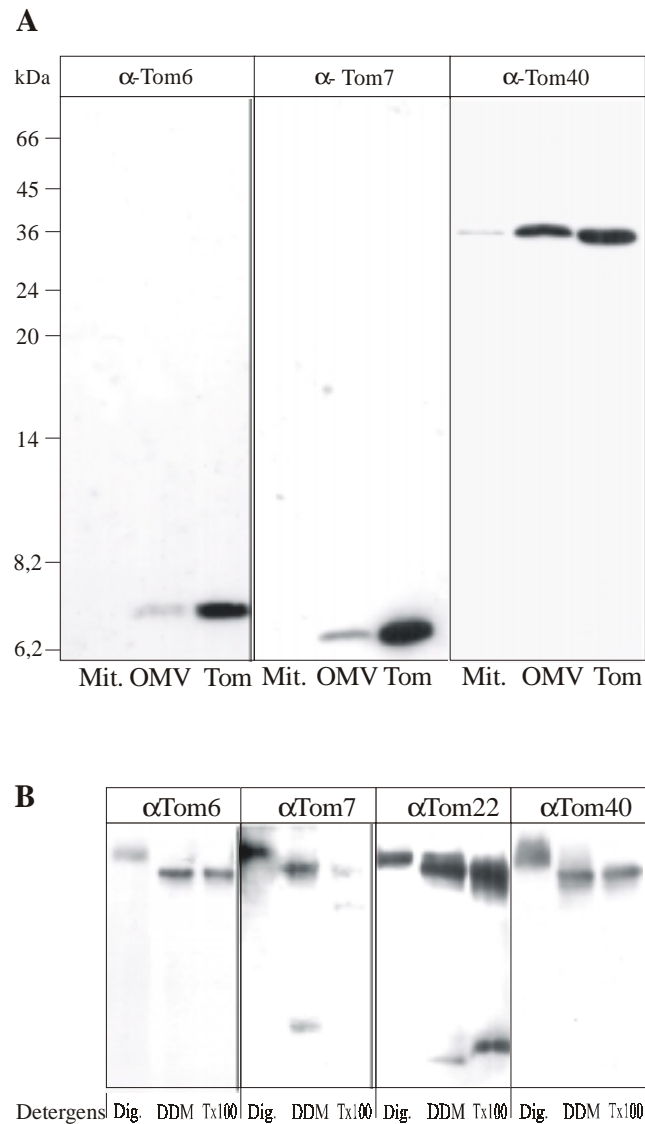 A
kDa α-Tom6 α- Tom7 α-Tom40
66
45
36
24
20
14
8,2
6,2
Mit. OMV Tom Mit. OMV Tom Mit. OMV Tom
B
αTom6 αTom7 αTom22 αTom40
Detergens Dig. DDM Tx100 Dig. DDM Tx100 Dig. DDM Tx100 Dig. DDM Tx100